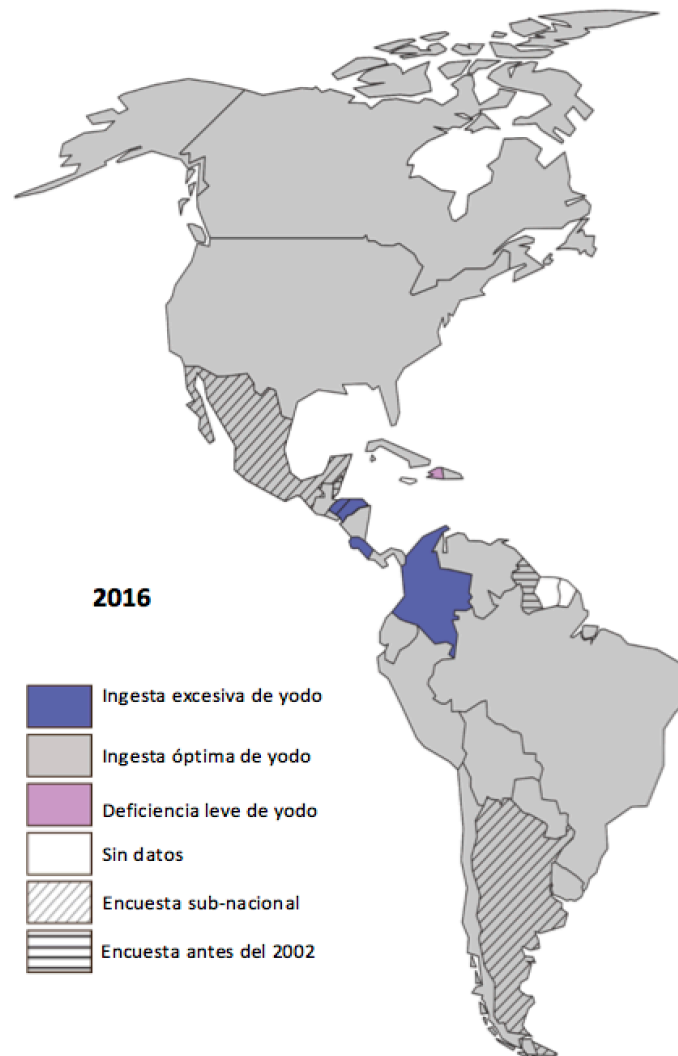 2016
Ingesta excesiva de yodo
Ingesta óptima de yodo
Deficiencia leve de yodo
Sin datos
Encuesta sub-nacional
Encuesta antes del 2002